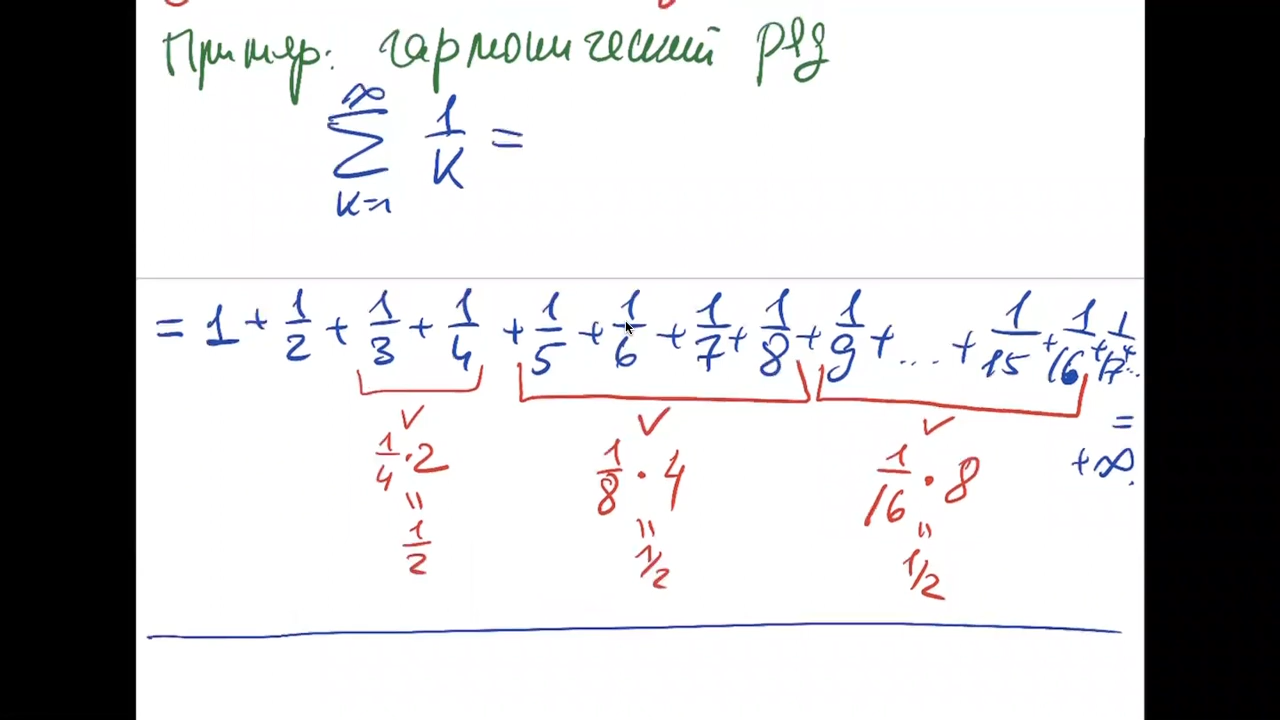 Пример: гармонический ряд
∞
∑ 1/K =
K=1
= 1 + 1/2 + 1/3 + 1/4 + 1/5 + 1/6 + 1/7 + 1/8 + 1/9 + ... + 1/15 + 1/16 + 1/17 + ...
= +∞.
∨ ∨ ∨
1/4 · 2 1/8 · 4 1/16 · 8
= = =
1/2 1/2 1/2